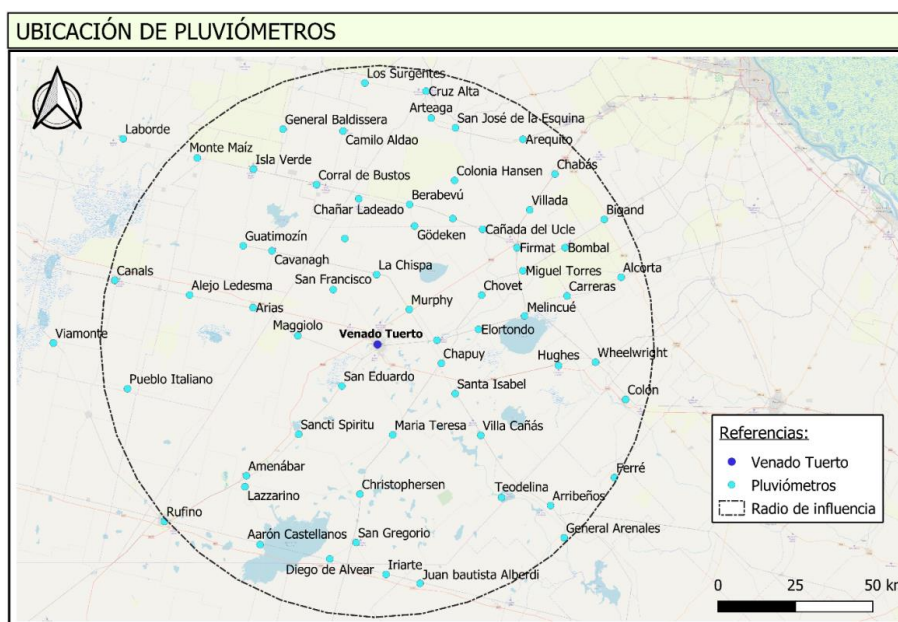 UBICACIÓN DE PLUVIÓMETROS
Los Surgentes
Cruz Alta
Arteaga
General Baldissera
San José de la Esquina
Laborde
Camilo Aldao
Arequito
Monte Maíz
Isla Verde
Chabás
Corral de Bustos
Colonia Hansen
Berabevú
Chañar Ladeado
Villada
Bigand
Gödeken
Cañada del Ucle
Guatimozín
Cavanagh
Firmat
Bombal
Canals
La Chispa
Miguel Torres
Alcorta
San Francisco
Alejo Ledesma
Chovet
Carreras
Arias
Murphy
Melincué
Maggiolo
Venado Tuerto
Elortondo
Viamonte
Chapuy
Hughes
Wheelwright
Pueblo Italiano
San Eduardo
Santa Isabel
Colón
Sancti Spiritu
Maria Teresa
Villa Cañás
Referencias:
Venado Tuerto
Pluviómetros
Radio de influencia
Amenábar
Lazzarino
Christophersen
Teodelina
Ferré
Arribeños
Rufino
Aarón Castellanos
San Gregorio
General Arenales
Diego de Alvear
Iriarte
Juan bautista Alberdi
0 25 50 km